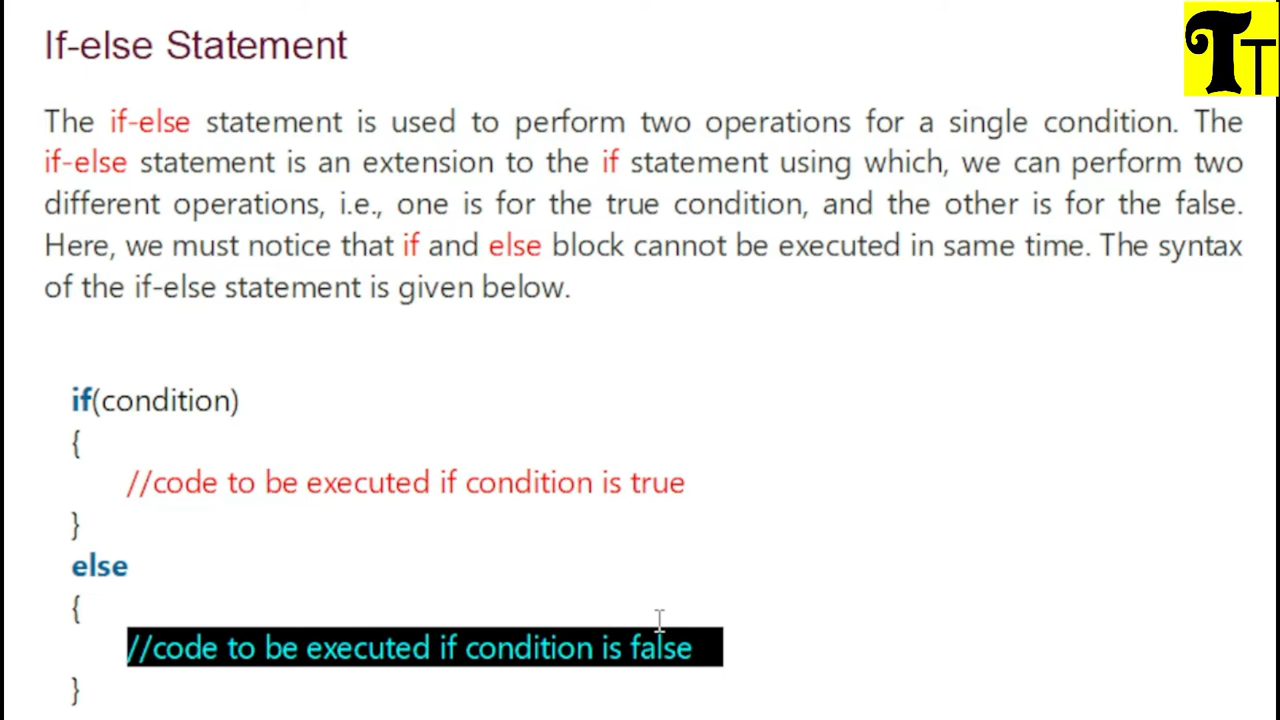 If-else Statement
TT
The if-else statement is used to perform two operations for a single condition. The
if-else statement is an extension to the if statement using which, we can perform two
different operations, i.e., one is for the true condition, and the other is for the false.
Here, we must notice that if and else block cannot be executed in same time. The syntax
of the if-else statement is given below.
if(condition)
{
//code to be executed if condition is true
}
else
{
//code to be executed if condition is false
}